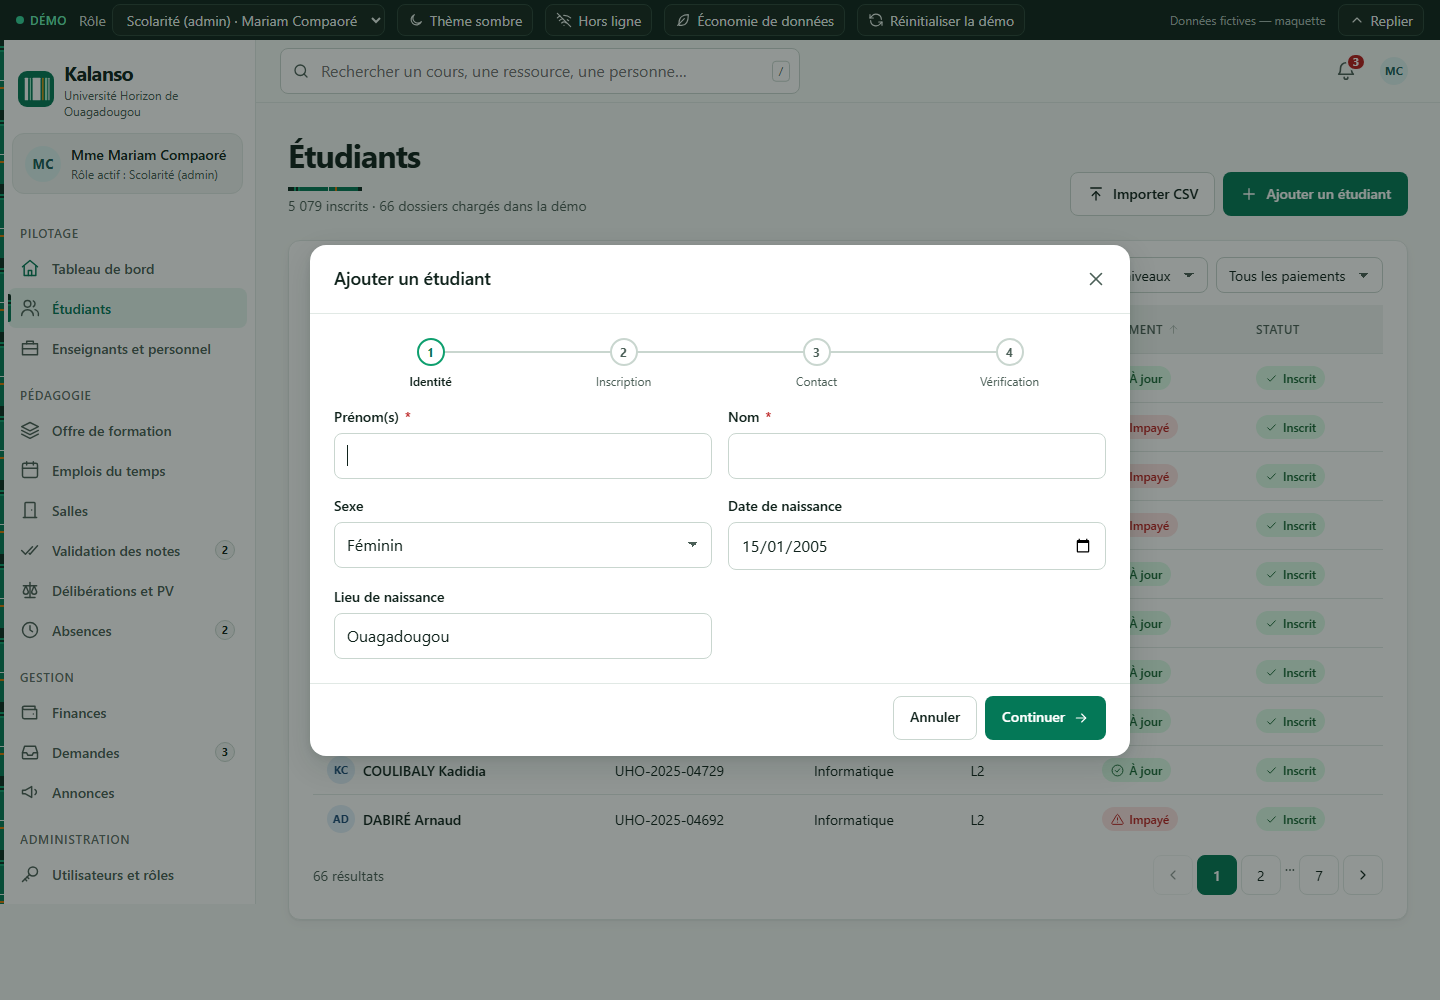 DÉMO Rôle Scolarité (admin) · Mariam Compaoré Thème sombre Hors ligne Économie de données Réinitialiser la démo Données fictives — maquette Replier
Kalanso
Université Horizon de
Ouagadougou
Rechercher un cours, une ressource, une personne... /
3
MC
MC
Mme Mariam Compaoré
Rôle actif : Scolarité (admin)
PILOTAGE
Tableau de bord
Étudiants
Enseignants et personnel
PÉDAGOGIE
Offre de formation
Emplois du temps
Salles
Validation des notes 2
Délibérations et PV
Absences 2
GESTION
Finances
Demandes 3
Annonces
ADMINISTRATION
Utilisateurs et rôles
Étudiants
5 079 inscrits · 66 dossiers chargés dans la démo
Importer CSV
Ajouter un étudiant
iveaux
Tous les paiements
MENT ↑ STATUT
À jour Inscrit
Impayé Inscrit
Impayé Inscrit
Impayé Inscrit
À jour Inscrit
À jour Inscrit
À jour Inscrit
À jour Inscrit
KC COULIBALY Kadidia UHO-2025-04729 Informatique L2 À jour Inscrit
AD DABIRÉ Arnaud UHO-2025-04692 Informatique L2 Impayé Inscrit
66 résultats
1 2 ... 7
Ajouter un étudiant
1 2 3 4
Identité Inscription Contact Vérification
Prénom(s) * Nom *
Sexe Date de naissance
Féminin 15/01/2005
Lieu de naissance
Ouagadougou
Annuler Continuer →